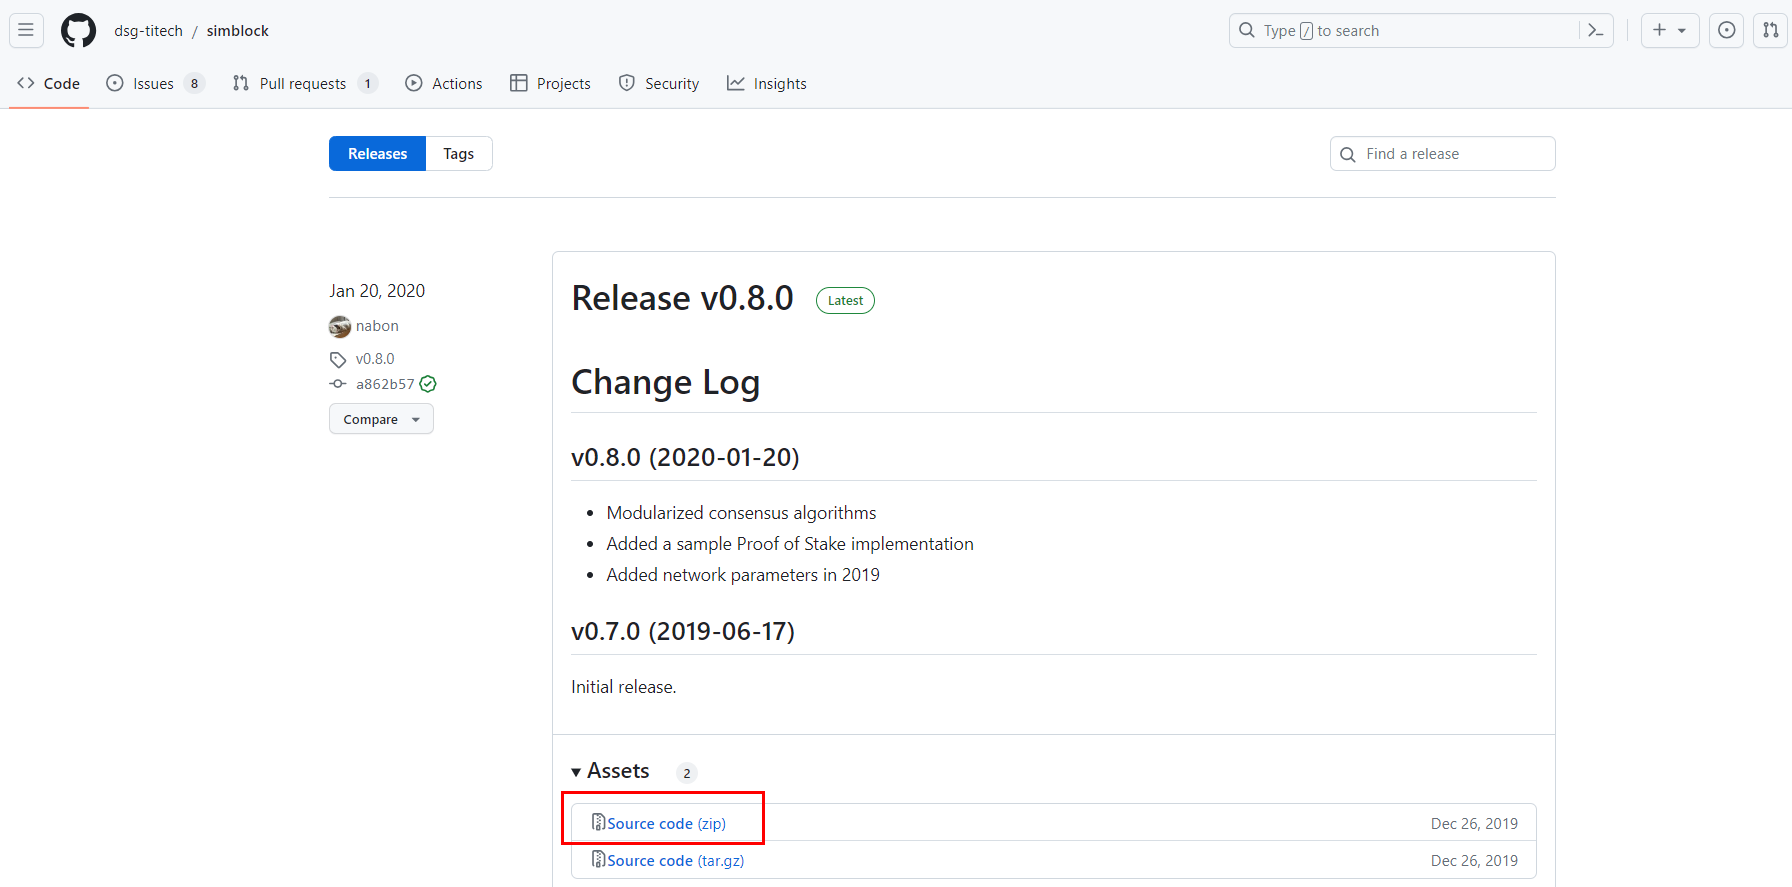 dsg-titech / simblock
Type / to search
Code
Issues 8
Pull requests 1
Actions
Projects
Security
Insights
Releases
Tags
Find a release
Jan 20, 2020
nabon
v0.8.0
a862b57
Compare
Release v0.8.0 Latest
Change Log
v0.8.0 (2020-01-20)
• Modularized consensus algorithms
• Added a sample Proof of Stake implementation
• Added network parameters in 2019
v0.7.0 (2019-06-17)
Initial release.
Assets 2
Source code (zip) Dec 26, 2019
Source code (tar.gz) Dec 26, 2019